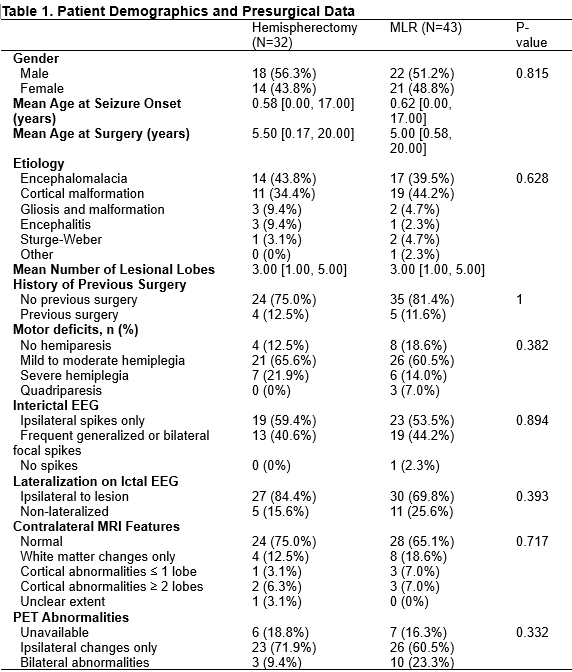 Table 1. Patient Demographics and Presurgical Data
Hemispherectomy (N=32) MLR (N=43) P-value
Gender
Male 18 (56.3%) 22 (51.2%) 0.815
Female 14 (43.8%) 21 (48.8%)
Mean Age at Seizure Onset (years) 0.58 [0.00, 17.00] 0.62 [0.00, 17.00]
Mean Age at Surgery (years) 5.50 [0.17, 20.00] 5.00 [0.58, 20.00]
Etiology
Encephalomalacia 14 (43.8%) 17 (39.5%) 0.628
Cortical malformation 11 (34.4%) 19 (44.2%)
Gliosis and malformation 3 (9.4%) 2 (4.7%)
Encephalitis 3 (9.4%) 1 (2.3%)
Sturge-Weber 1 (3.1%) 2 (4.7%)
Other 0 (0%) 1 (2.3%)
Mean Number of Lesional Lobes 3.00 [1.00, 5.00] 3.00 [1.00, 5.00]
History of Previous Surgery
No previous surgery 24 (75.0%) 35 (81.4%) 1
Previous surgery 4 (12.5%) 5 (11.6%)
Motor deficits, n (%)
No hemiparesis 4 (12.5%) 8 (18.6%) 0.382
Mild to moderate hemiplegia 21 (65.6%) 26 (60.5%)
Severe hemiplegia 7 (21.9%) 6 (14.0%)
Quadriparesis 0 (0%) 3 (7.0%)
Interictal EEG
Ipsilateral spikes only 19 (59.4%) 23 (53.5%) 0.894
Frequent generalized or bilateral focal spikes 13 (40.6%) 19 (44.2%)
No spikes 0 (0%) 1 (2.3%)
Lateralization on Ictal EEG
Ipsilateral to lesion 27 (84.4%) 30 (69.8%) 0.393
Non-lateralized 5 (15.6%) 11 (25.6%)
Contralateral MRI Features
Normal 24 (75.0%) 28 (65.1%) 0.717
White matter changes only 4 (12.5%) 8 (18.6%)
Cortical abnormalities ≤ 1 lobe 1 (3.1%) 3 (7.0%)
Cortical abnormalities ≥ 2 lobes 2 (6.3%) 3 (7.0%)
Unclear extent 1 (3.1%) 0 (0%)
PET Abnormalities
Unavailable 6 (18.8%) 7 (16.3%) 0.332
Ipsilateral changes only 23 (71.9%) 26 (60.5%)
Bilateral abnormalities 3 (9.4%) 10 (23.3%)